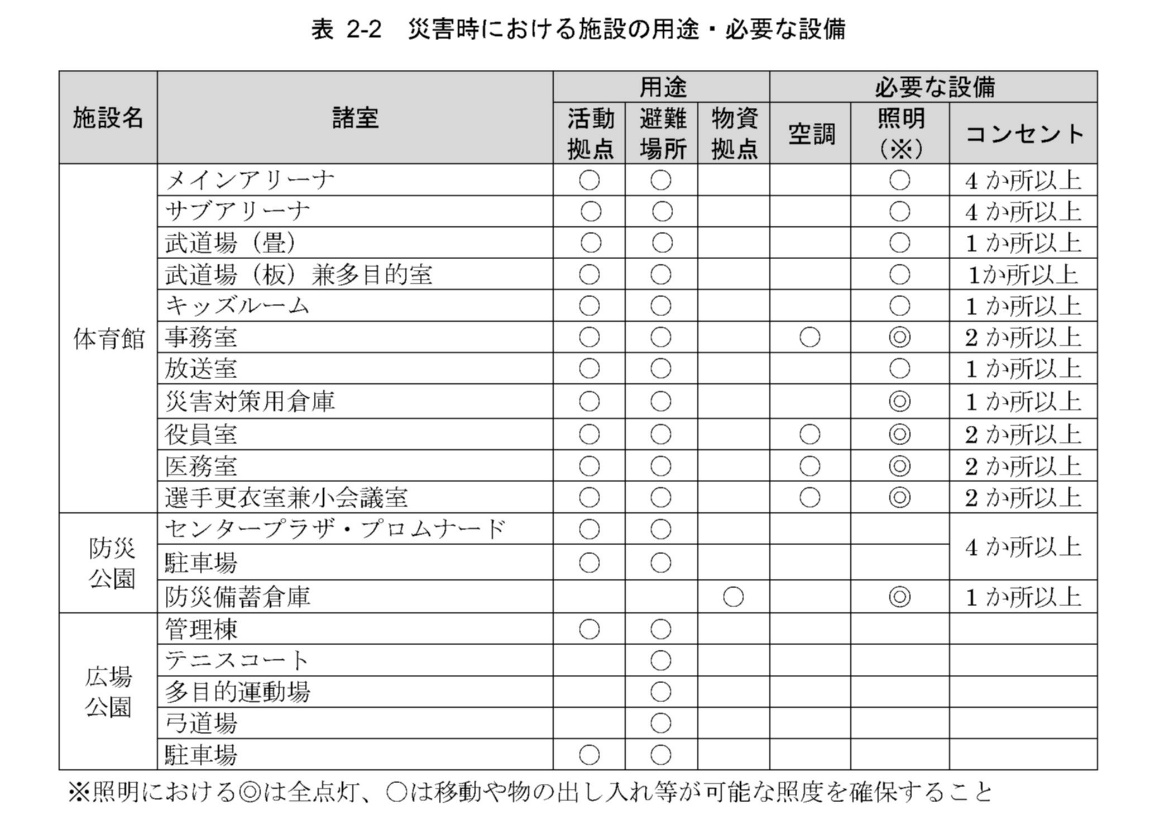 表 2-2　災害時における施設の用途・必要な設備
施設名 諸室 用途 必要な設備
活動拠点 避難場所 物資拠点 空調 照明（※） コンセント
体育館
メインアリーナ ○ ○ ○ 4 か所以上
サブアリーナ ○ ○ ○ 4 か所以上
武道場（畳） ○ ○ ○ 1 か所以上
武道場（板）兼多目的室 ○ ○ ○ 1か所以上
キッズルーム ○ ○ ○ 1 か所以上
事務室 ○ ○ ○ ◎ 2 か所以上
放送室 ○ ○ ○ 1 か所以上
災害対策用倉庫 ○ ○ ◎ 1 か所以上
役員室 ○ ○ ○ ◎ 2 か所以上
医務室 ○ ○ ○ ◎ 2 か所以上
選手更衣室兼小会議室 ○ ○ ○ ◎ 2 か所以上
防災公園
センタープラザ・プロムナード ○ ○ 4 か所以上
駐車場 ○ ○
防災備蓄倉庫 ○ ◎ 1 か所以上
広場公園
管理棟 ○ ○
テニスコート ○
多目的運動場 ○
弓道場 ○
駐車場 ○ ○
※照明における◎は全点灯、○は移動や物の出し入れ等が可能な照度を確保すること